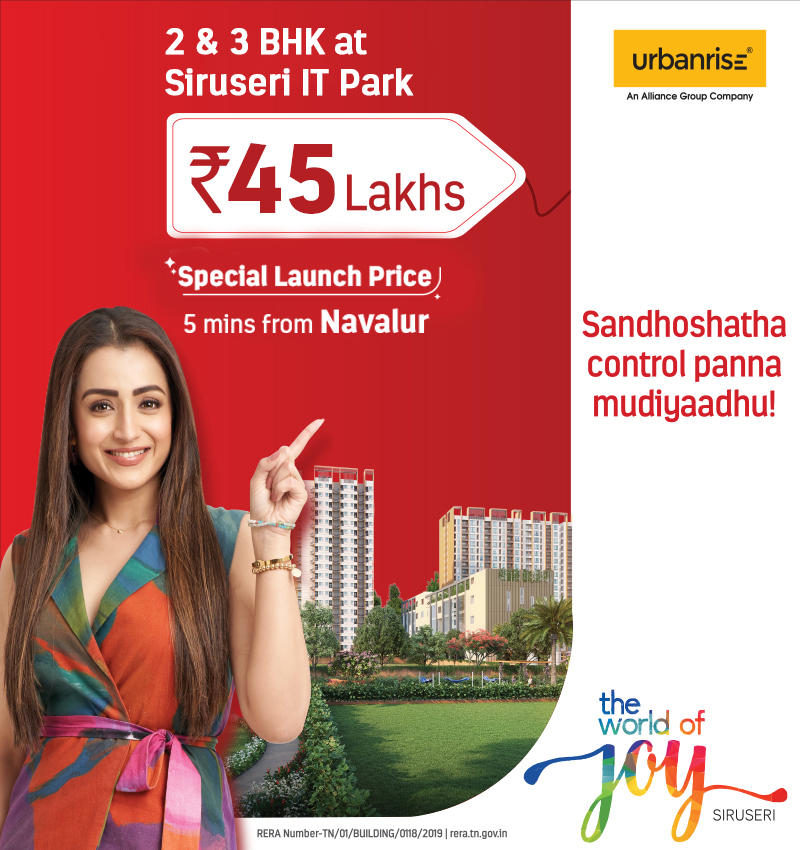 2 & 3 BHK at
Siruseri IT Park
₹45 Lakhs
Special Launch Price
5 mins from Navalur
urbanrise®
An Alliance Group Company
Sandhoshatha
control panna
mudiyaadhu!
the
world of
joy
SIRUSERI
RERA Number-TN/01/BUILDING/0118/2019 | rera.tn.gov.in